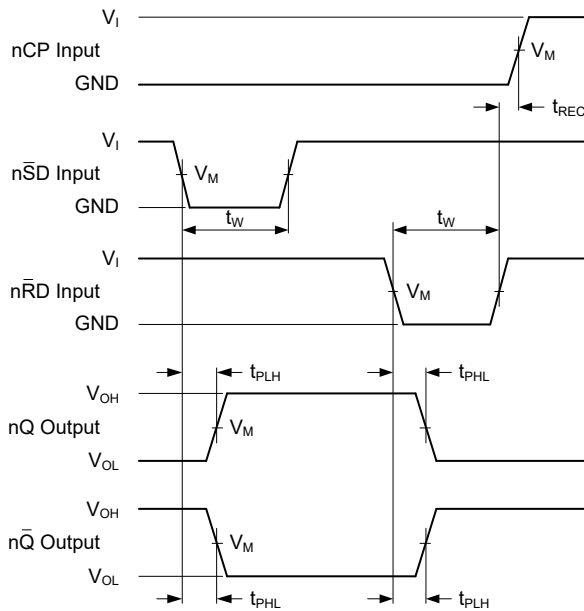 V_I
nCP Input
V_M
GND
t_REC
V_I
nS̅D Input
V_M
GND
t_W
t_W
V_I
nR̅D Input
V_M
GND
t_PLH
t_PHL
V_OH
nQ Output
V_M
V_OL
V_OH
nQ̅ Output
V_M
V_OL
t_PHL
t_PLH